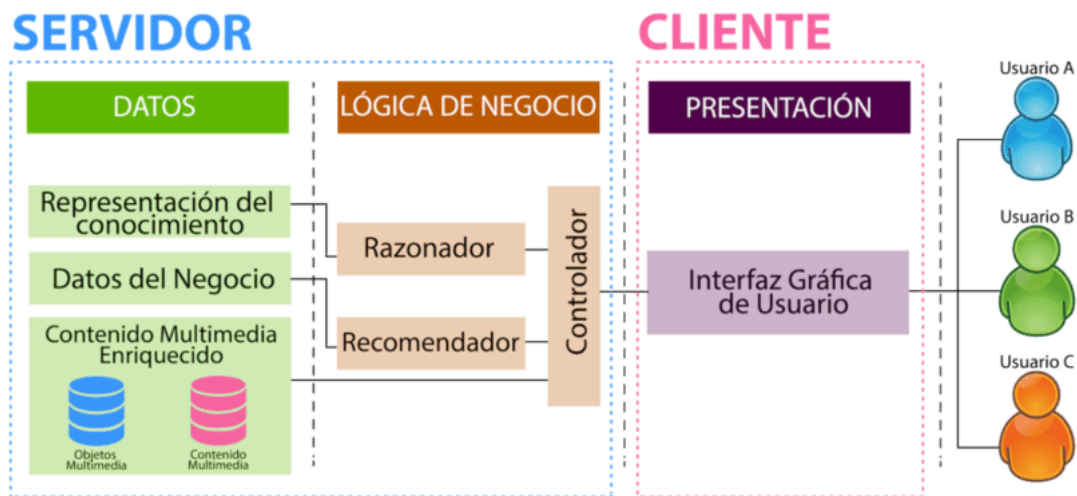 SERVIDOR
CLIENTE
DATOS
LÓGICA DE NEGOCIO
PRESENTACIÓN
Representación del
conocimiento
Datos del Negocio
Contenido Multimedia
Enriquecido
Objetos
Multimedia
Contenido
Multimedia
Razonador
Recomendador
Controlador
Interfaz Gráfica
de Usuario
Usuario A
Usuario B
Usuario C